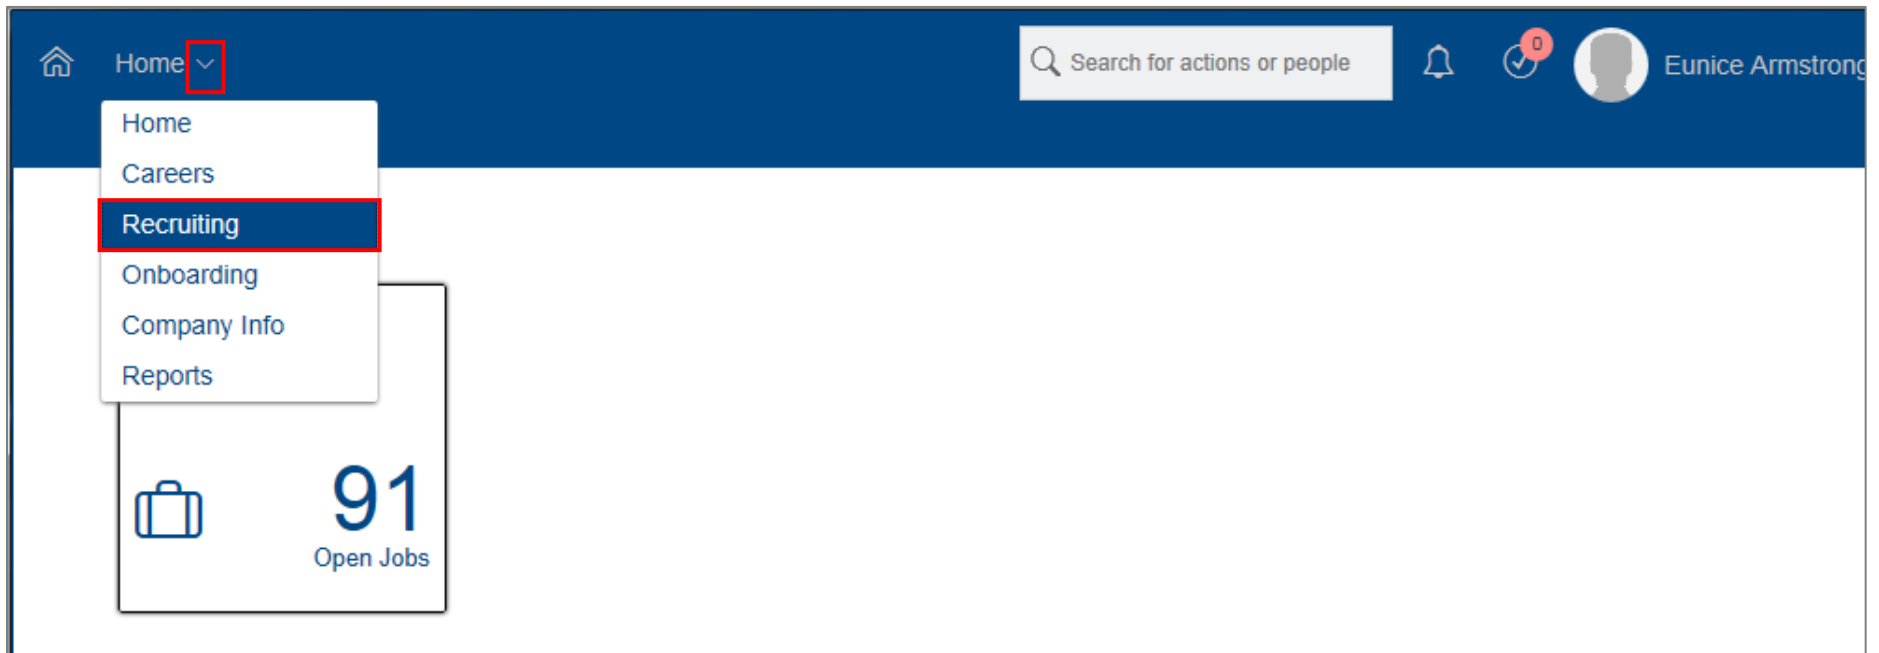 Home
Search for actions or people
0
Eunice Armstrong
Home
Careers
Recruiting
Onboarding
Company Info
Reports
91
Open Jobs